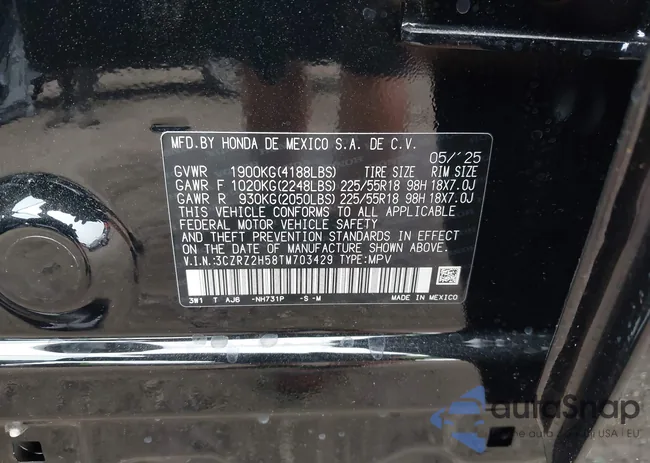 MFD. BY HONDA DE MEXICO S.A. DE C.V.
05/'25
GVWR 1900KG(4188LBS) TIRE SIZE RIM SIZE
GAWR F 1020KG(2248LBS) 225/55R18 98H 18X7.0J
GAWR R 930KG(2050LBS) 225/55R18 98H 18X7.0J
THIS VEHICLE CONFORMS TO ALL APPLICABLE
FEDERAL MOTOR VEHICLE SAFETY
AND THEFT PREVENTION STANDARDS IN EFFECT
ON THE DATE OF MANUFACTURE SHOWN ABOVE.
V.I.N.:3CZRZ2H58TM703429 TYPE:MPV
3W1 T AJ6 -NH731P -S -M MADE IN MEXICO
autoSnap
USA | EU